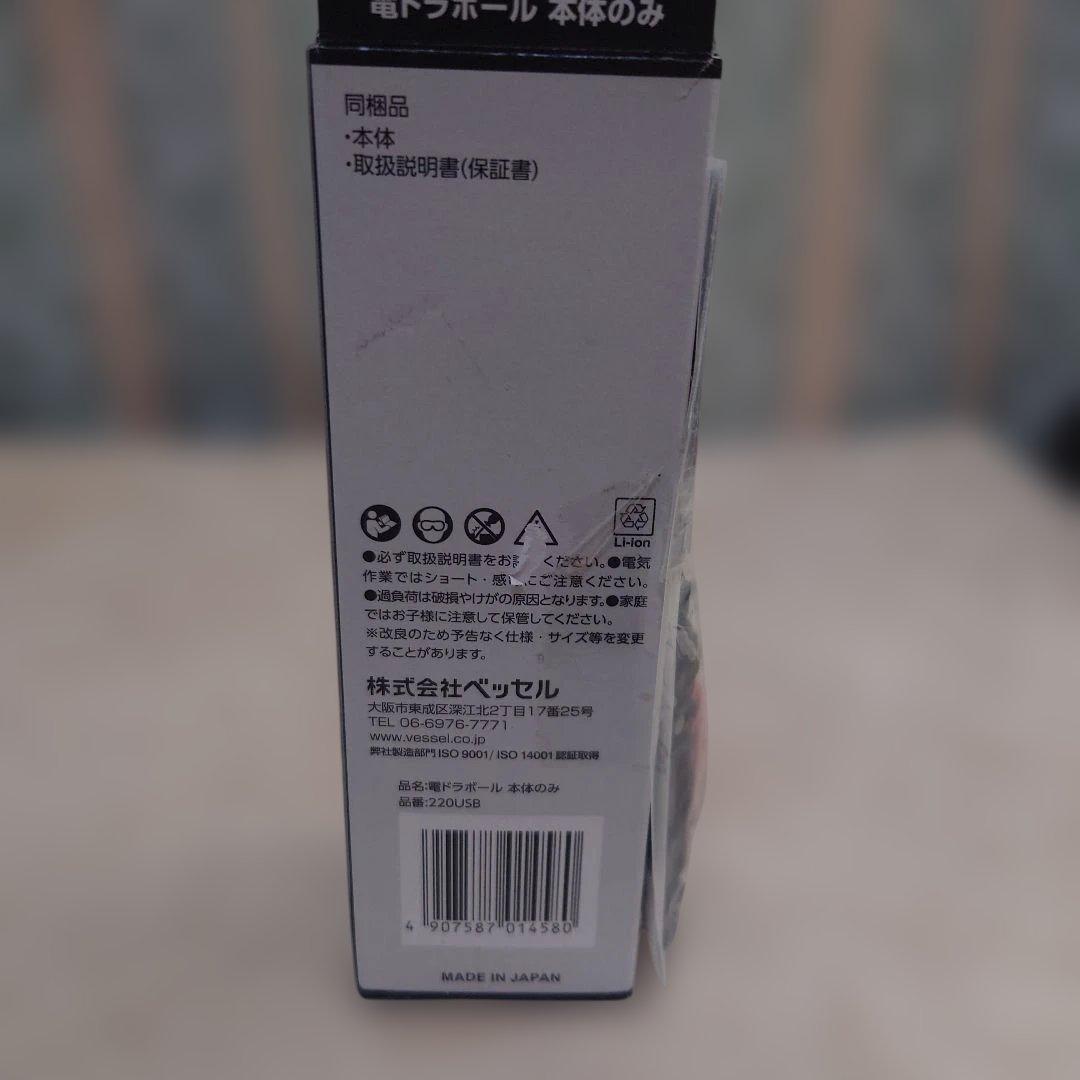 電ドラボール 本体のみ
同梱品
・本体
・取扱説明書(保証書)
Li-ion
●必ず取扱説明書をお ください。●電気
作業ではショート・感 にご注意ください。
●過負荷は破損やけがの原因となります。●家庭
ではお子様に注意して保管してください。
※改良のため予告なく仕様・サイズ等を変更
することがあります。
株式会社ベッセル
大阪市東成区深江北2丁目17番25号
TEL 06-6976-7771
www.vessel.co.jp
弊社製造部門 ISO 9001/ ISO 14001 認証取得
品名:電ドラボール 本体のみ
品番:220USB
4 907587 014580
MADE IN JAPAN